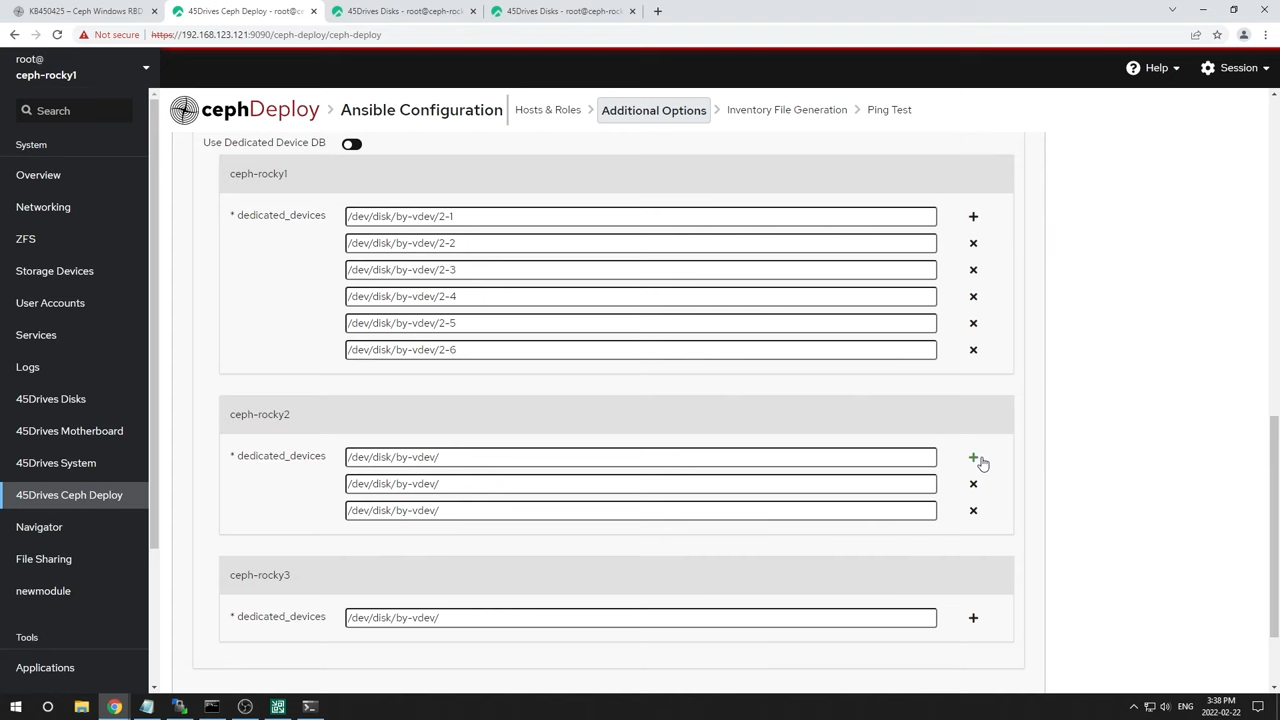 KB450425 – Ceph Windows RBD
45Drives Ceph Deploy - root@ce
45Drives Disks - root@ceph-rock
45Drives Disks - root@ceph-rock
Not secure
https://192.168.123.121:9090/ceph-deploy/ceph-deploy
root@
ceph-rocky1
Help
Session
Search
System
Overview
Networking
ZFS
Storage Devices
User Accounts
Services
Logs
45Drives Disks
45Drives Motherboard
45Drives System
45Drives Ceph Deploy
Navigator
File Sharing
newmodule
Tools
Applications
cephDeploy
Ansible Configuration
Hosts & Roles
Additional Options
Inventory File Generation
Ping Test
Use Dedicated Device DB
ceph-rocky1
* dedicated_devices
/dev/disk/by-vdev/2-1
/dev/disk/by-vdev/2-2
/dev/disk/by-vdev/2-3
/dev/disk/by-vdev/2-4
/dev/disk/by-vdev/2-5
/dev/disk/by-vdev/2-6
ceph-rocky2
* dedicated_devices
/dev/disk/by-vdev/
/dev/disk/by-vdev/
/dev/disk/by-vdev/
ceph-rocky3
* dedicated_devices
/dev/disk/by-vdev/
ENG
3:38 PM
2022-02-22